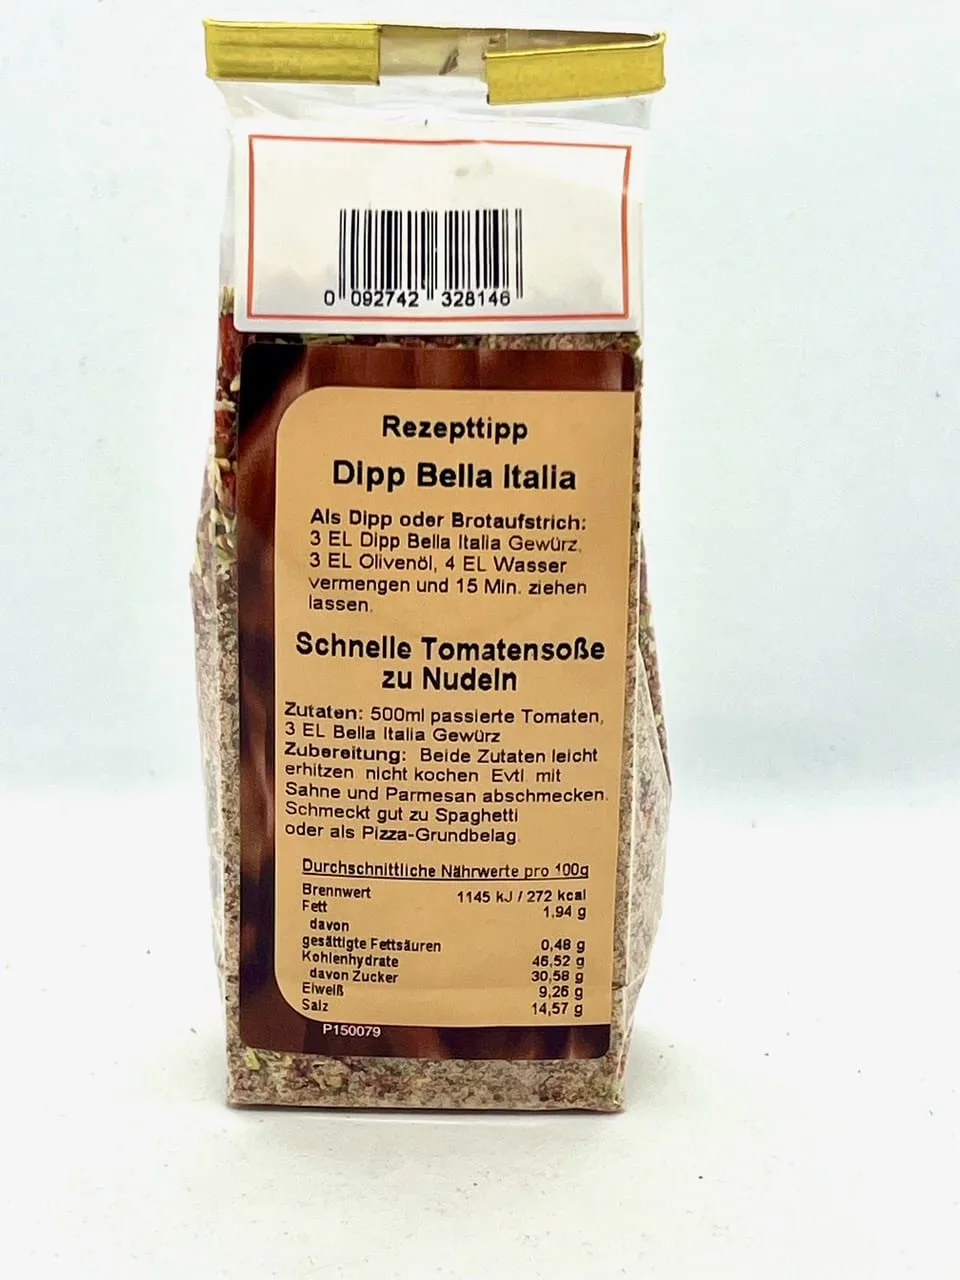 0 092742 328146
Rezepttipp
Dipp Bella Italia
Als Dipp oder Brotaufstrich:
3 EL Dipp Bella Italia Gewürz,
3 EL Olivenöl, 4 EL Wasser
vermengen und 15 Min. ziehen
lassen.
Schnelle Tomatensoße
zu Nudeln
Zutaten: 500ml passierte Tomaten,
3 EL Bella Italia Gewürz
Zubereitung: Beide Zutaten leicht
erhitzen nicht kochen Evtl. mit
Sahne und Parmesan abschmecken.
Schmeckt gut zu Spaghetti
oder als Pizza-Grundbelag.
Durchschnittliche Nährwerte pro 100g
Brennwert 1145 kJ / 272 kcal
Fett 1,94 g
davon
gesättigte Fettsäuren 0,48 g
Kohlenhydrate 46,52 g
davon Zucker 30,58 g
Eiweiß 9,26 g
Salz 14,57 g
P150079